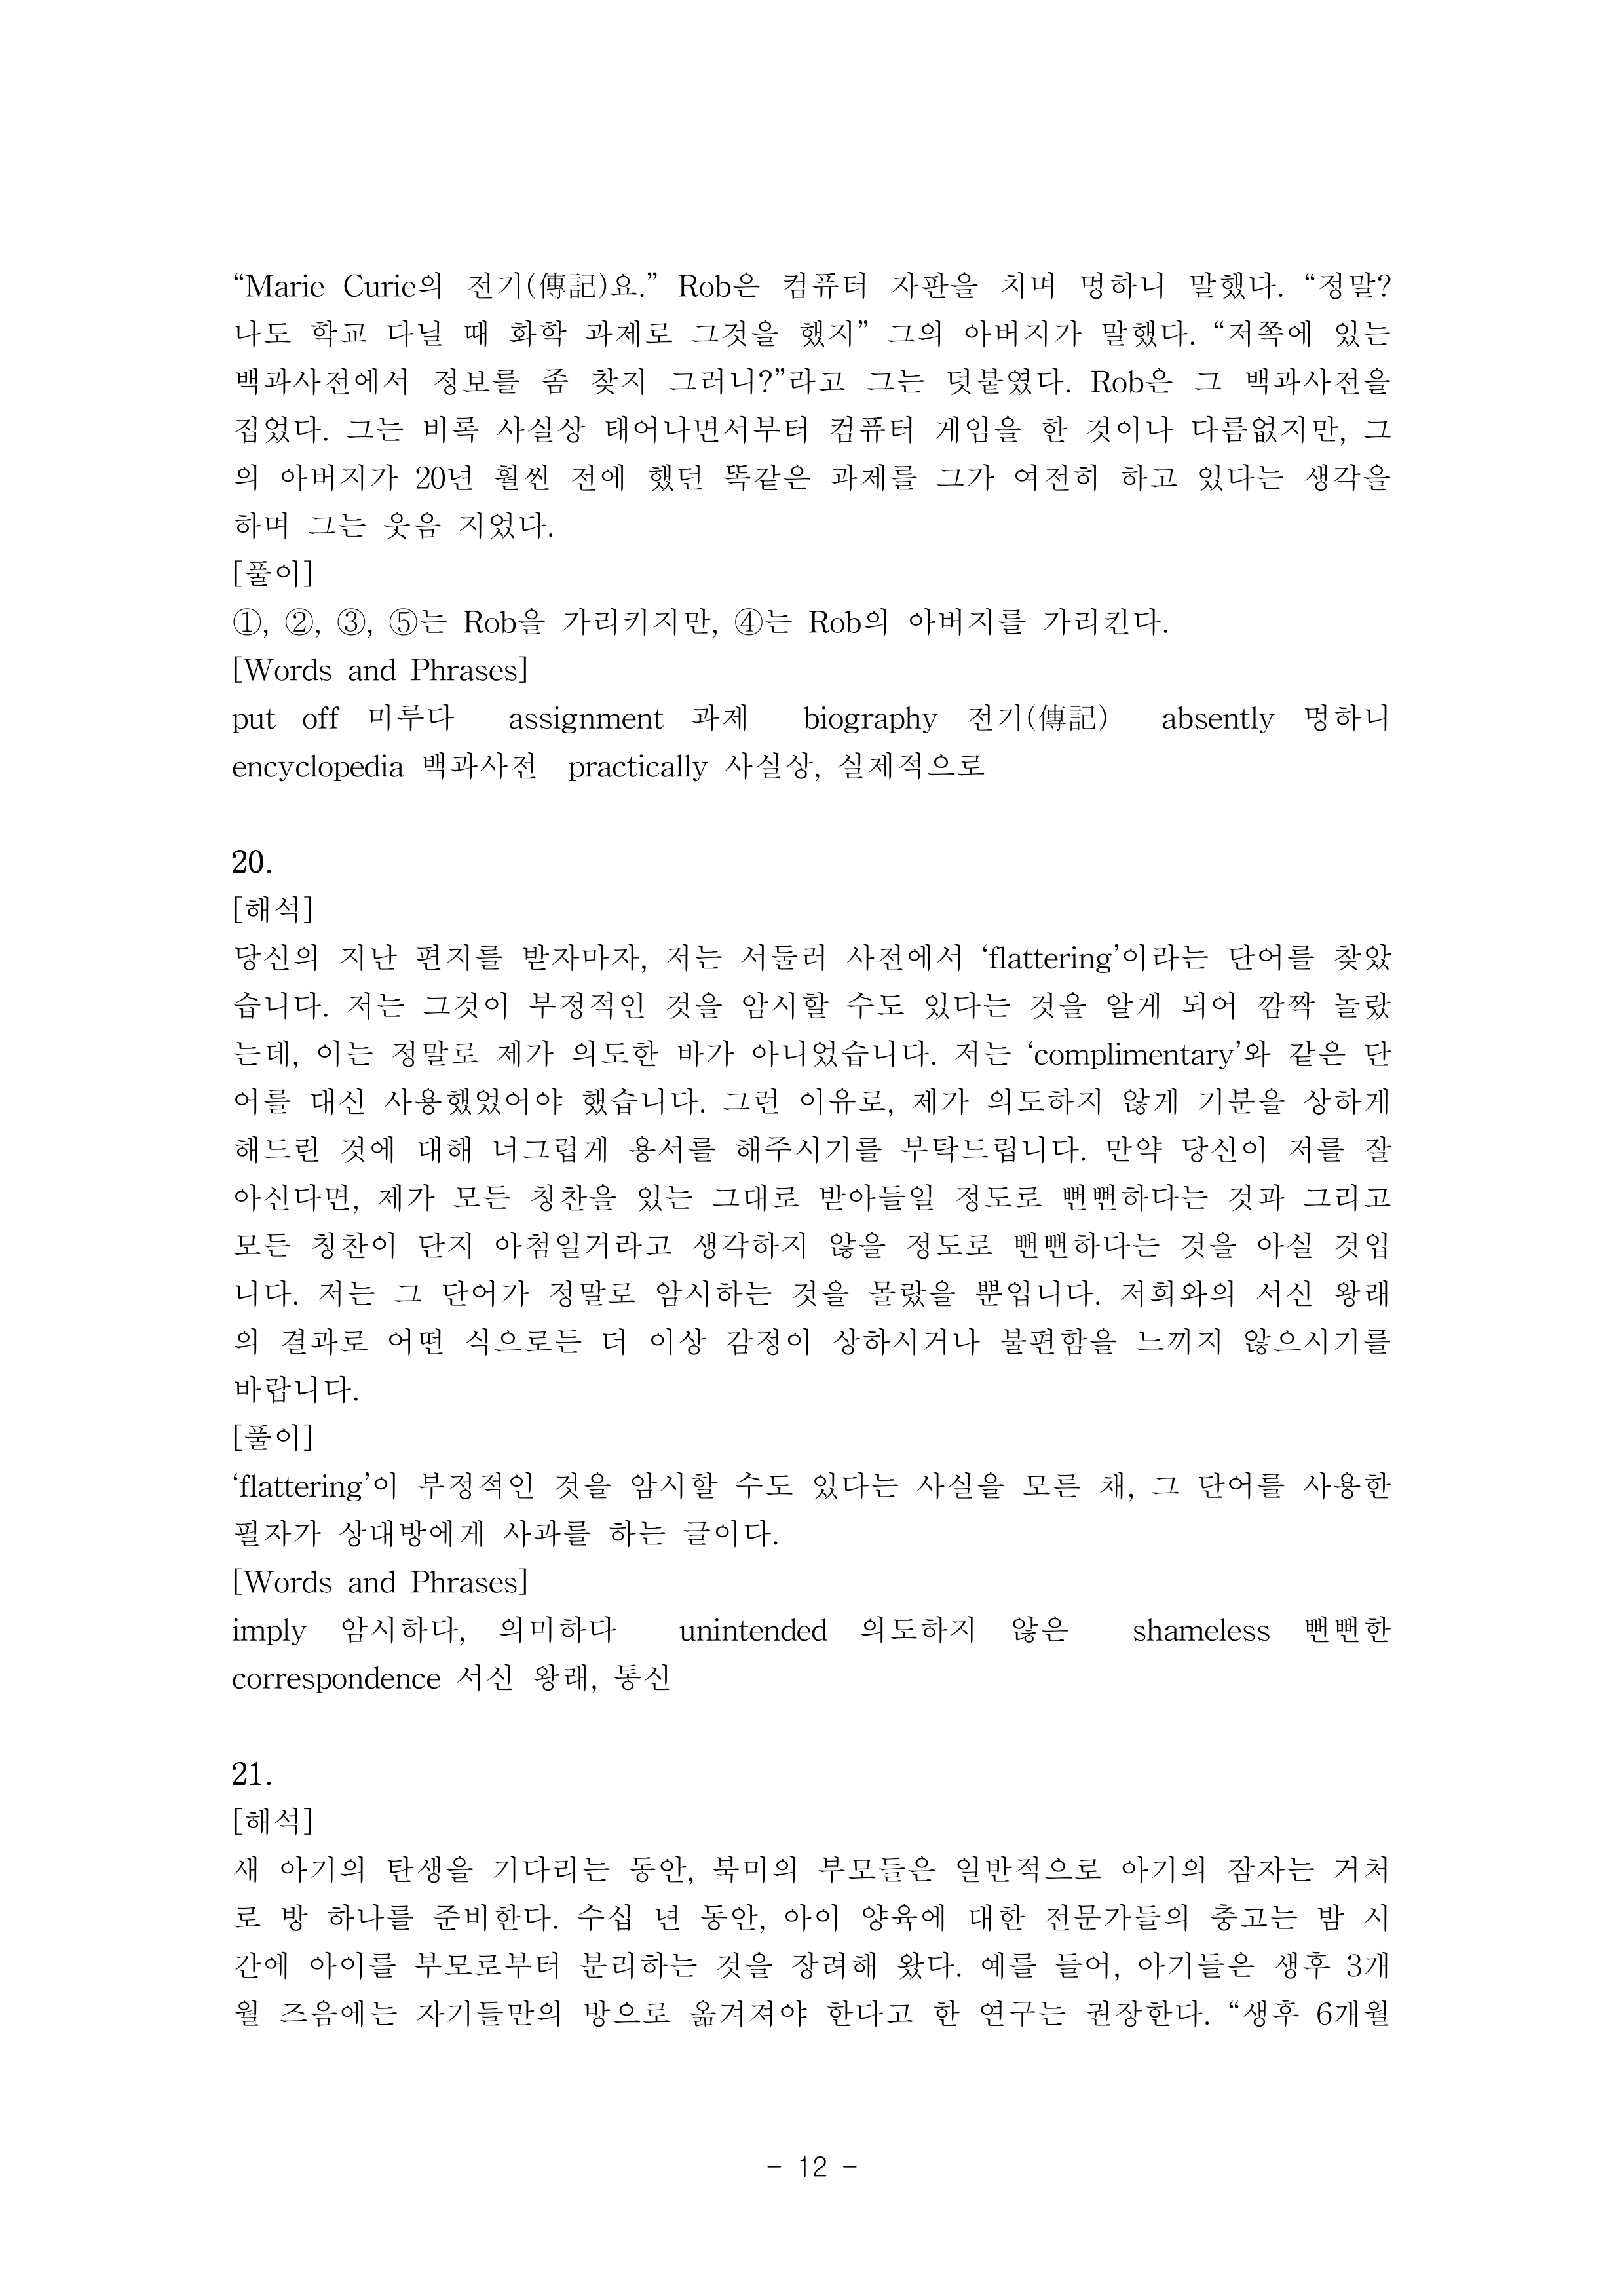 “Marie Curie의 전기(傳記)요.” Rob은 컴퓨터 자판을 치며 멍하니 말했다. “정말?
나도 학교 다닐 때 화학 과제로 그것을 했지” 그의 아버지가 말했다. “저쪽에 있는
백과사전에서 정보를 좀 찾지 그러니?”라고 그는 덧붙였다. Rob은 그 백과사전을
집었다. 그는 비록 사실상 태어나면서부터 컴퓨터 게임을 한 것이나 다름없지만, 그
의 아버지가 20년 훨씬 전에 했던 똑같은 과제를 그가 여전히 하고 있다는 생각을
하며 그는 웃음 지었다.
[풀이]
①, ②, ③, ⑤는 Rob을 가리키지만, ④는 Rob의 아버지를 가리킨다.
[Words and Phrases]
put off 미루다 assignment 과제 biography 전기(傳記) absently 멍하니
encyclopedia 백과사전 practically 사실상, 실제적으로
20.
[해석]
당신의 지난 편지를 받자마자, 저는 서둘러 사전에서 ‘flattering’이라는 단어를 찾았
습니다. 저는 그것이 부정적인 것을 암시할 수도 있다는 것을 알게 되어 깜짝 놀랐
는데, 이는 정말로 제가 의도한 바가 아니었습니다. 저는 ‘complimentary’와 같은 단
어를 대신 사용했었어야 했습니다. 그런 이유로, 제가 의도하지 않게 기분을 상하게
해드린 것에 대해 너그럽게 용서를 해주시기를 부탁드립니다. 만약 당신이 저를 잘
아신다면, 제가 모든 칭찬을 있는 그대로 받아들일 정도로 뻔뻔하다는 것과 그리고
모든 칭찬이 단지 아첨일거라고 생각하지 않을 정도로 뻔뻔하다는 것을 아실 것입
니다. 저는 그 단어가 정말로 암시하는 것을 몰랐을 뿐입니다. 저희와의 서신 왕래
의 결과로 어떤 식으로든 더 이상 감정이 상하시거나 불편함을 느끼지 않으시기를
바랍니다.
[풀이]
‘flattering’이 부정적인 것을 암시할 수도 있다는 사실을 모른 채, 그 단어를 사용한
필자가 상대방에게 사과를 하는 글이다.
[Words and Phrases]
imply 암시하다, 의미하다 unintended 의도하지 않은 shameless 뻔뻔한
correspondence 서신 왕래, 통신
21.
[해석]
새 아기의 탄생을 기다리는 동안, 북미의 부모들은 일반적으로 아기의 잠자는 거처
로 방 하나를 준비한다. 수십 년 동안, 아이 양육에 대한 전문가들의 충고는 밤 시
간에 아이를 부모로부터 분리하는 것을 장려해 왔다. 예를 들어, 아기들은 생후 3개
월 즈음에는 자기들만의 방으로 옮겨져야 한다고 한 연구는 권장한다. “생후 6개월
- 12 -